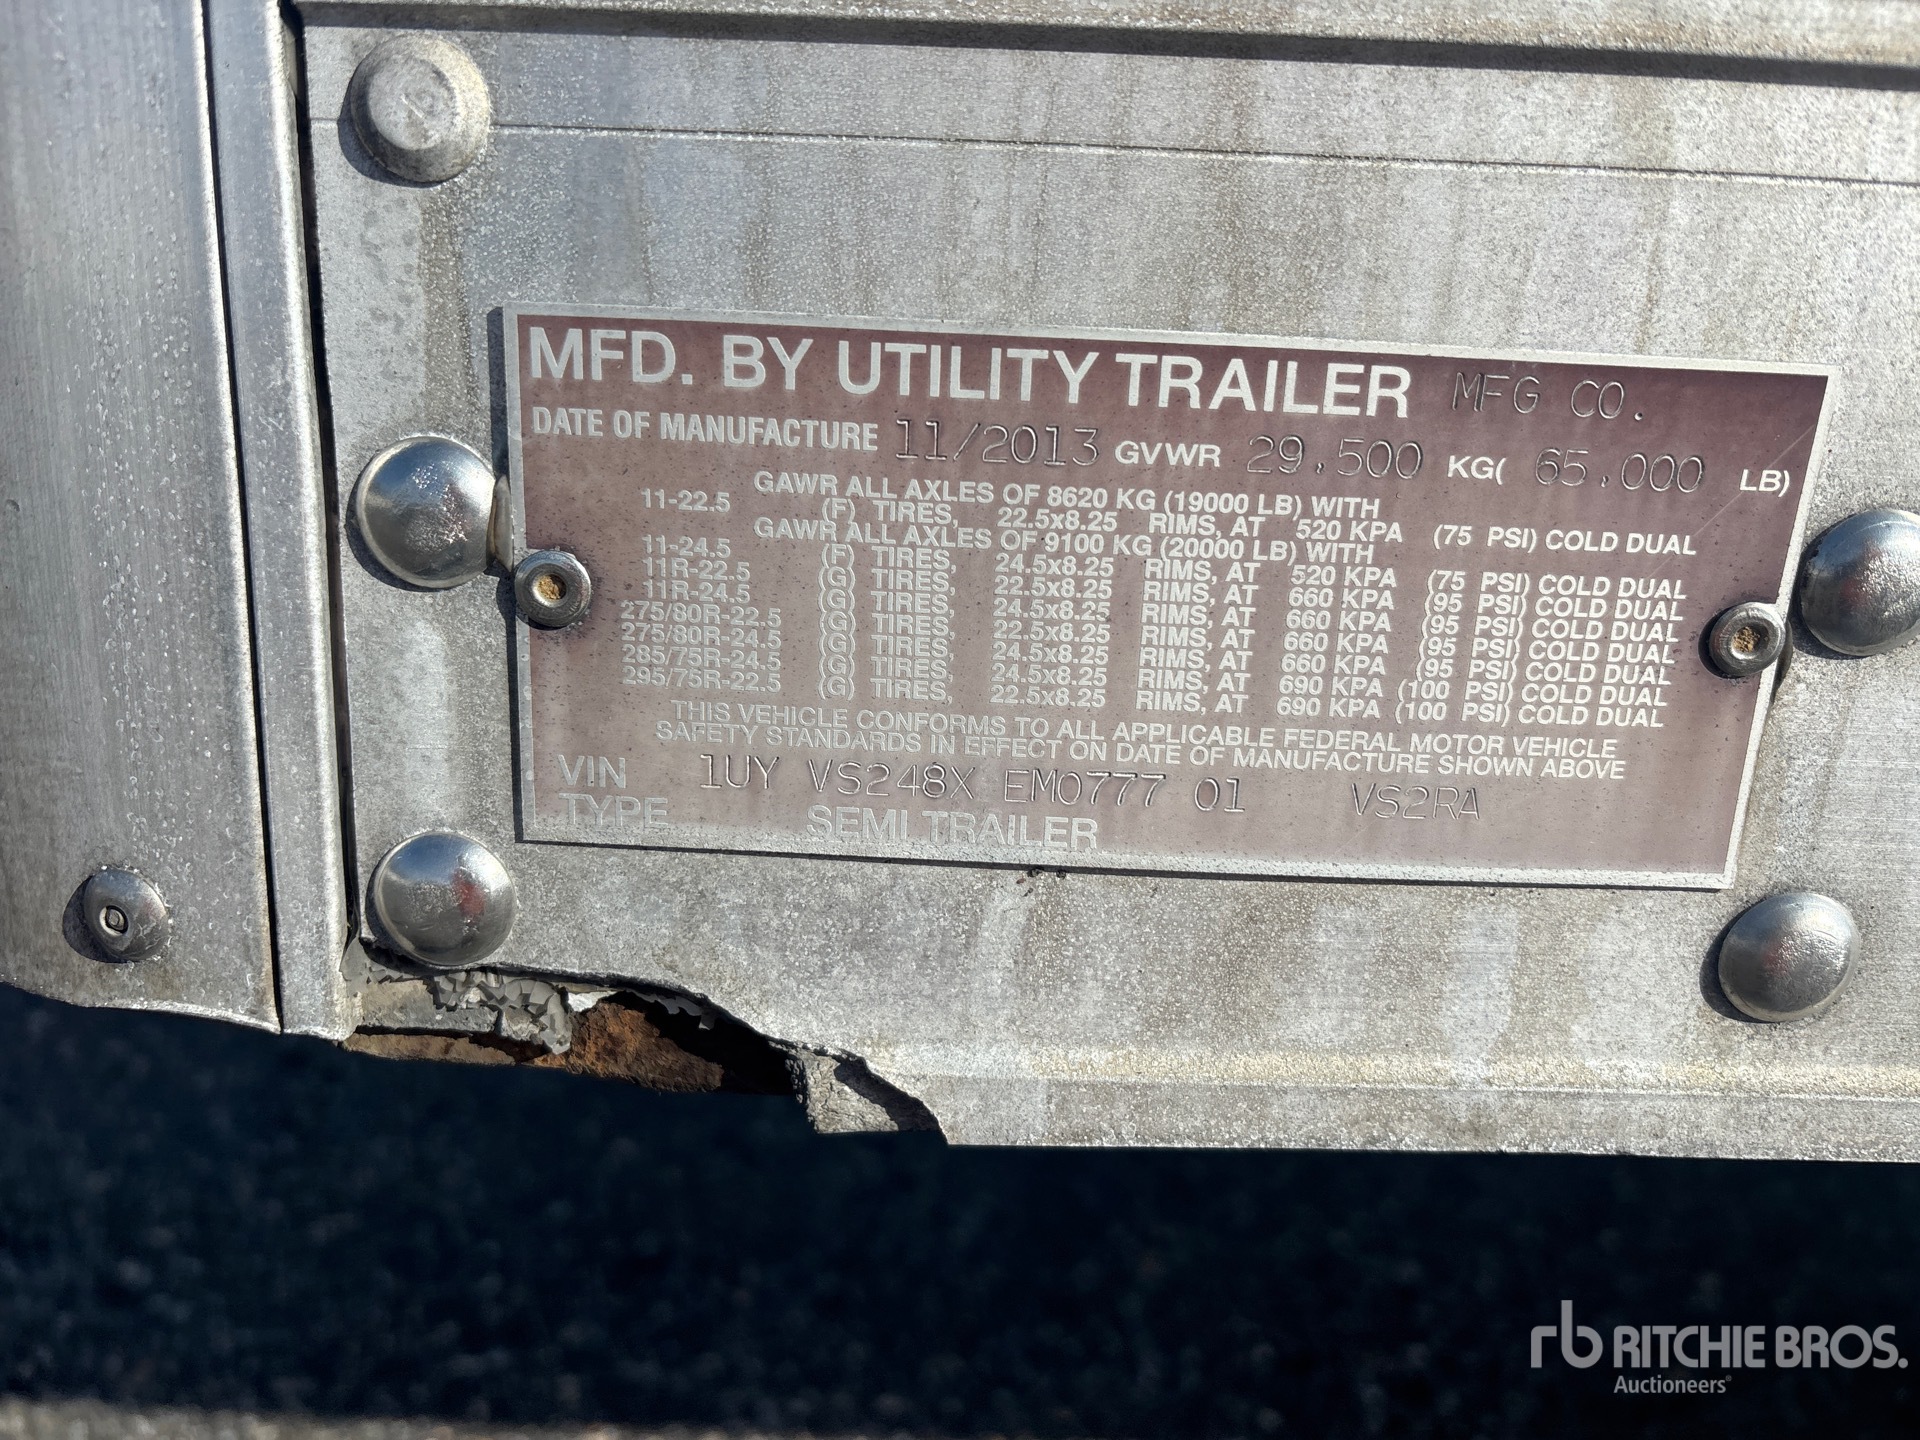 MFD. BY UTILITY TRAILER MFG CO.
DATE OF MANUFACTURE 11/2013 GVWR 29,500 KG( 65,000 LB)
GAWR ALL AXLES OF 8620 KG (19000 LB) WITH
11-22.5 (F) TIRES, 22.5x8.25 RIMS, AT 520 KPA (75 PSI) COLD DUAL
GAWR ALL AXLES OF 9100 KG (20000 LB) WITH
11-24.5 (F) TIRES, 24.5x8.25 RIMS, AT 520 KPA (75 PSI) COLD DUAL
11R-22.5 (G) TIRES, 22.5x8.25 RIMS, AT 660 KPA (95 PSI) COLD DUAL
11R-24.5 (G) TIRES, 24.5x8.25 RIMS, AT 660 KPA (95 PSI) COLD DUAL
275/80R-22.5 (G) TIRES, 22.5x8.25 RIMS, AT 660 KPA (95 PSI) COLD DUAL
275/80R-24.5 (G) TIRES, 24.5x8.25 RIMS, AT 660 KPA (95 PSI) COLD DUAL
285/75R-24.5 (G) TIRES, 24.5x8.25 RIMS, AT 690 KPA (100 PSI) COLD DUAL
295/75R-22.5 (G) TIRES, 22.5x8.25 RIMS, AT 690 KPA (100 PSI) COLD DUAL
THIS VEHICLE CONFORMS TO ALL APPLICABLE FEDERAL MOTOR VEHICLE
SAFETY STANDARDS IN EFFECT ON DATE OF MANUFACTURE SHOWN ABOVE
VIN 1UY VS248X EM0777 01 VS2RA
TYPE SEMI TRAILER
rb RITCHIE BROS.
Auctioneers®